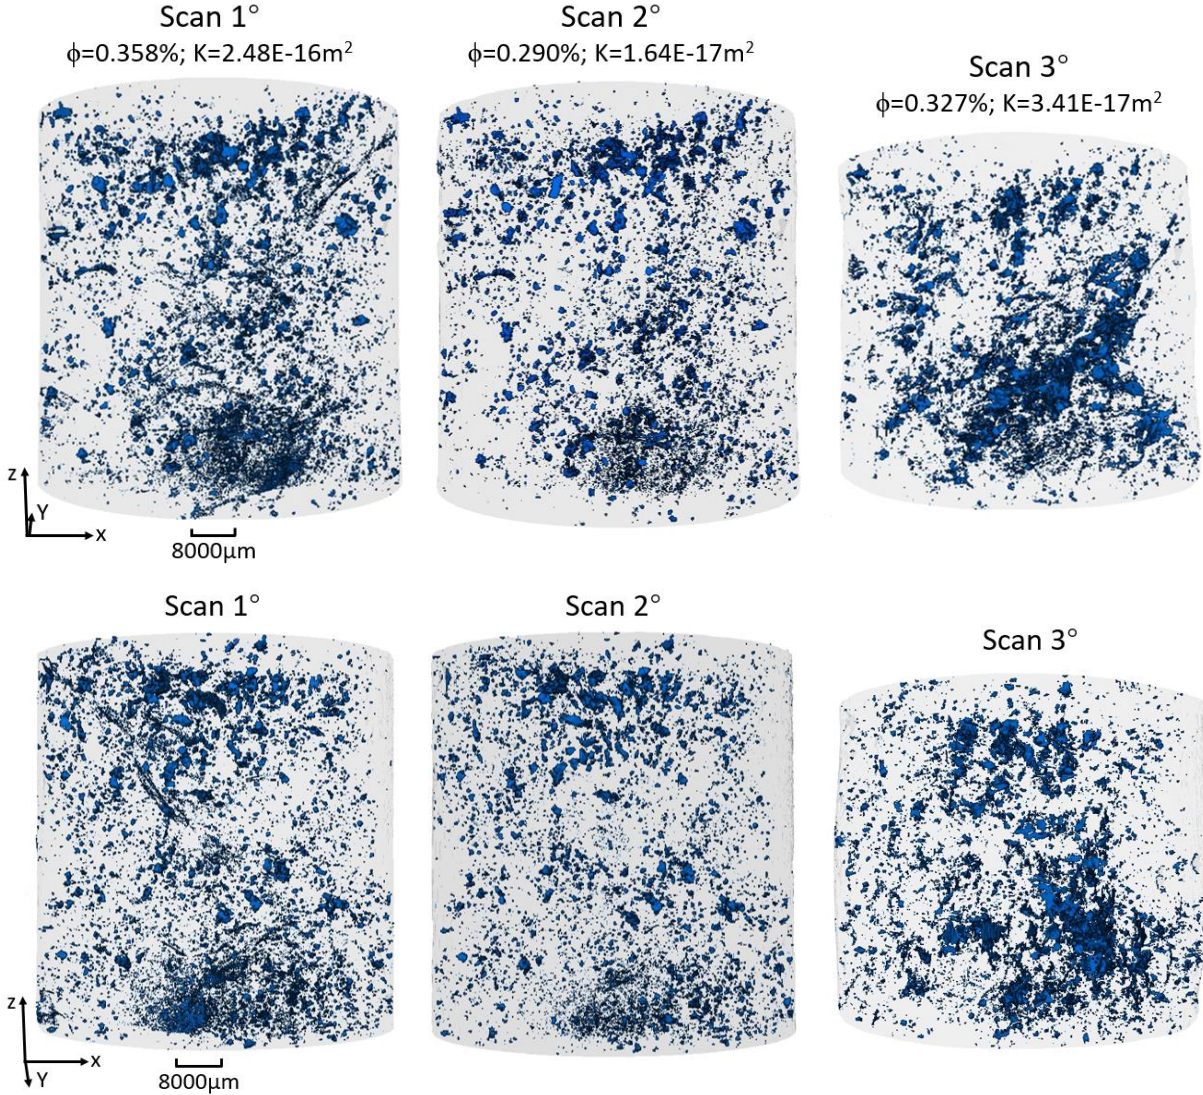 Scan 1°
ϕ=0.358%; K=2.48E-16m²
Scan 2°
ϕ=0.290%; K=1.64E-17m²
Scan 3°
ϕ=0.327%; K=3.41E-17m²
z
Y
x
8000µm
Scan 1°
Scan 2°
Scan 3°
z
Y
x
8000µm